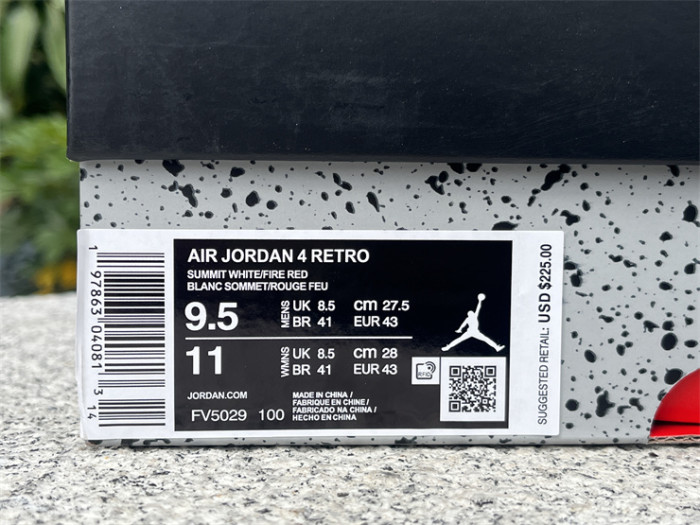 AIR JORDAN 4 RETRO
SUMMIT WHITE/FIRE RED
BLANC SOMMET/ROUGE FEU
9.5 MENS UK 8.5 cm 27.5
BR 41 EUR 43
11 WMNS UK 8.5 cm 28
BR 41 EUR 43
JORDAN.COM
FV5029 100
MADE IN CHINA /
FABRIQUE EN CHINE /
FABRICADO NA CHINA /
HECHO EN CHINA
1 97863 04081 3 14
SUGGESTED RETAIL: USD $225.00